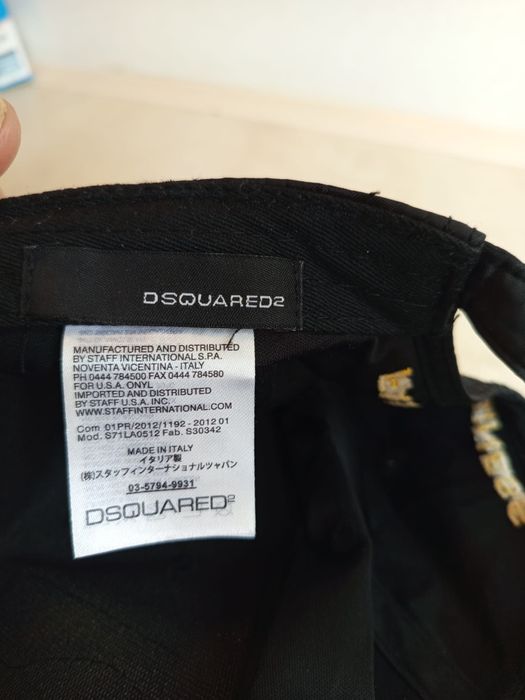 DSQUARED2
MANUFACTURED AND DISTRIBUTED
BY STAFF INTERNATIONAL S.P.A.
NOVENTA VICENTINA - ITALY
PH 0444 784500 FAX 0444 784580
FOR U.S.A. ONYL
IMPORTED AND DISTRIBUTED
BY STAFF U.S.A. INC.
WWW.STAFFINTERNATIONAL.COM
Com 01PR/2012/1192 - 2012 01
Mod. S71LA0512 Fab. S30342
MADE IN ITALY
イタリア製
(株)スタッフインターナショナルジャパン
03-5794-9931
DSQUARED2